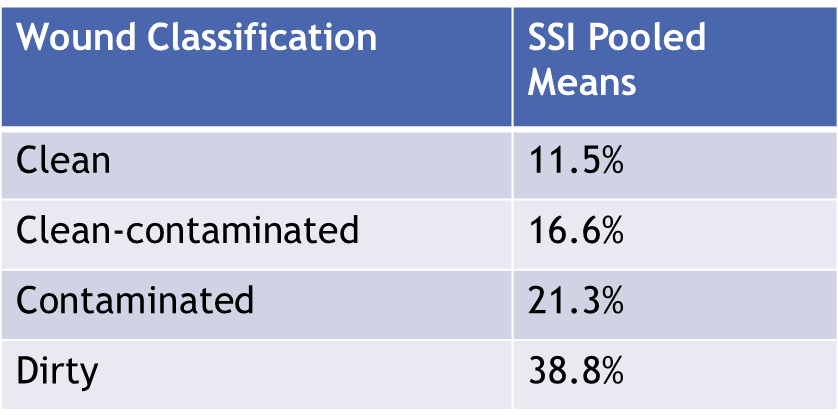 Wound Classification
SSI Pooled
Means
Clean
11.5%
Clean-contaminated
16.6%
Contaminated
21.3%
Dirty
38.8%